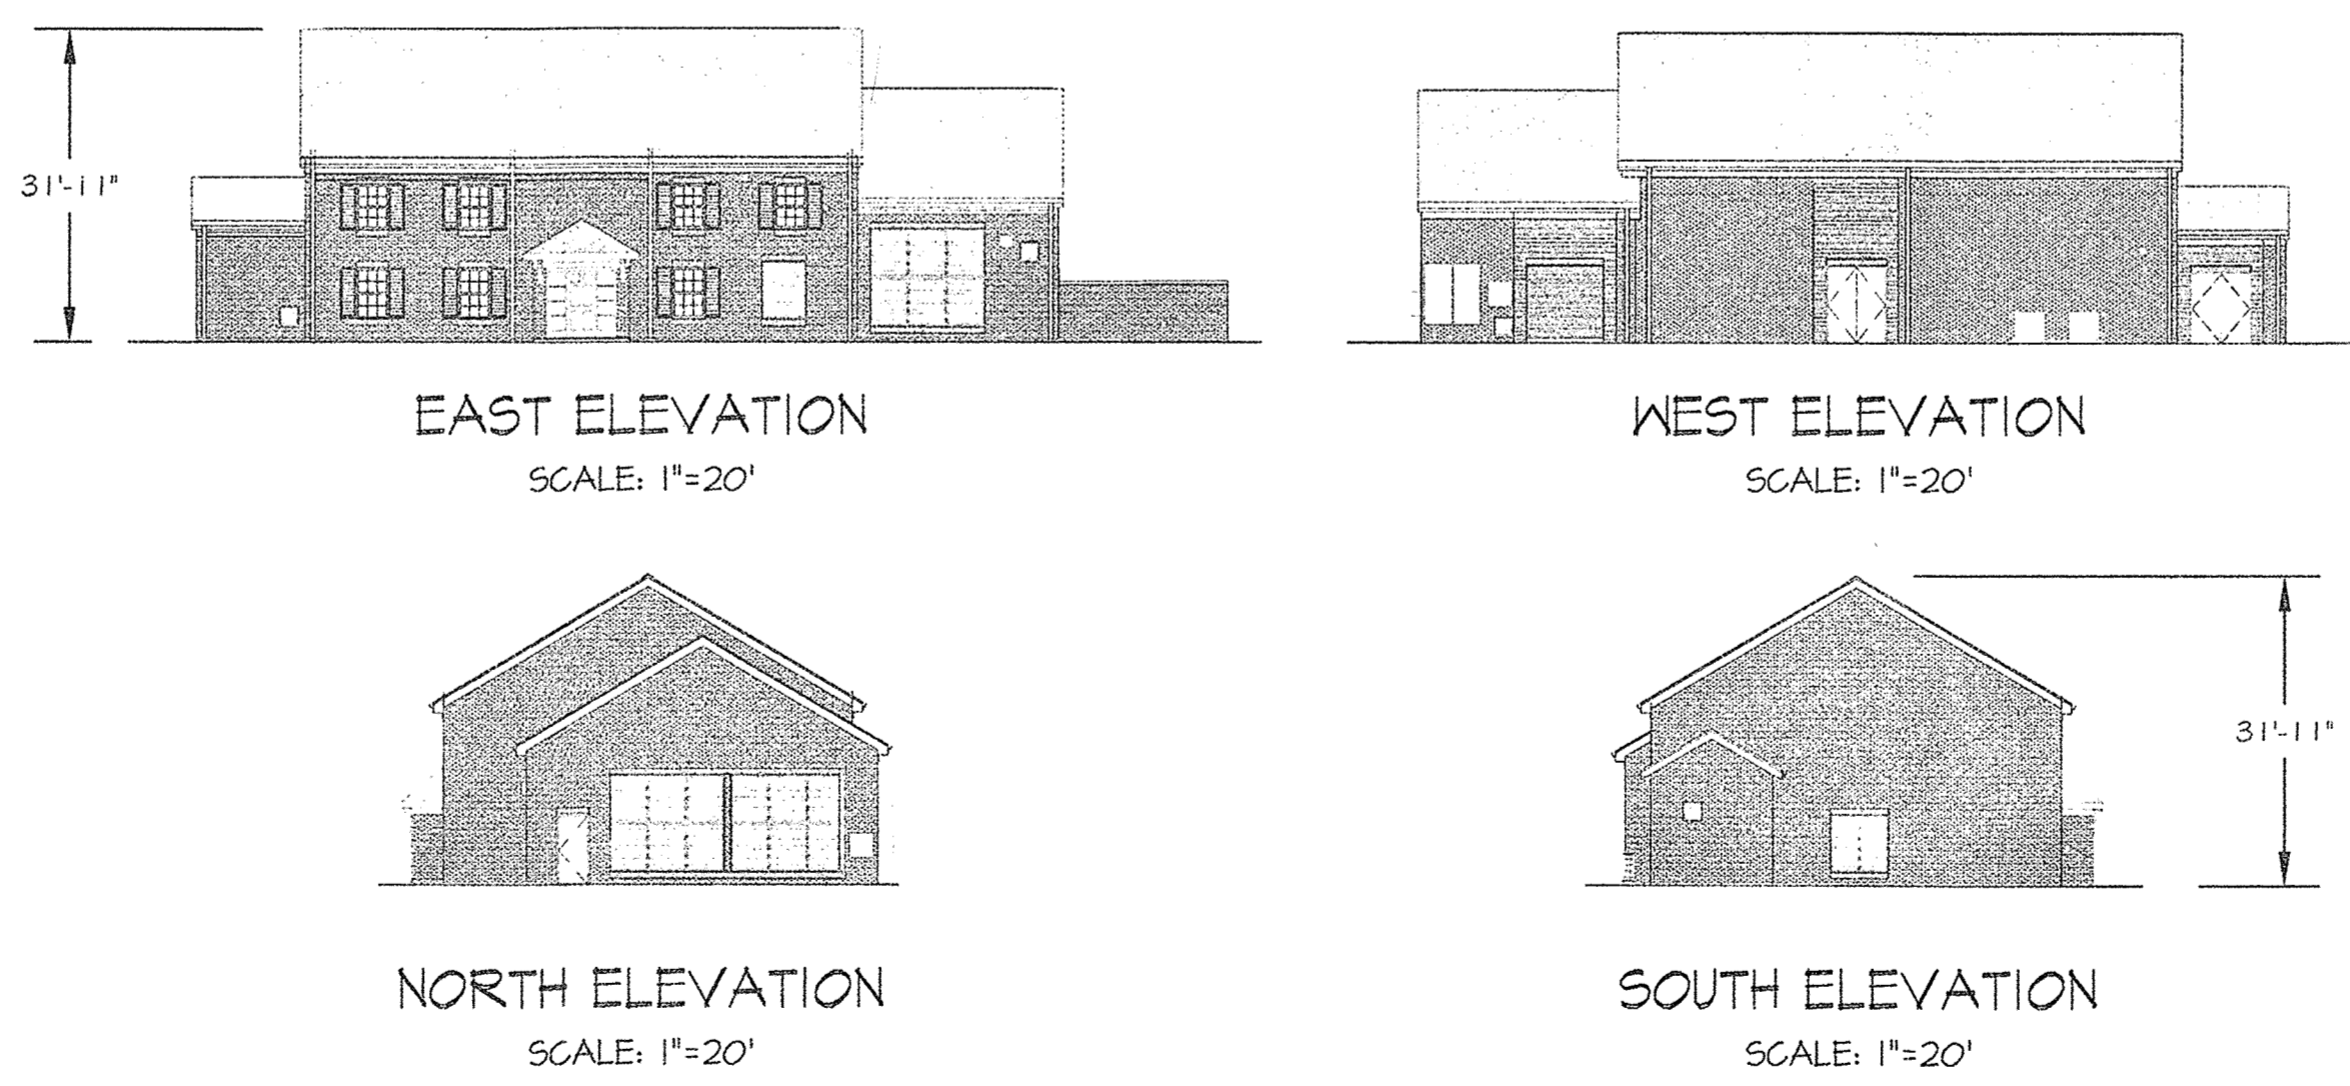 31'-11"
EAST ELEVATION
SCALE: 1"=20'
WEST ELEVATION
SCALE: 1"=20'
31'-11"
NORTH ELEVATION
SCALE: 1"=20'
SOUTH ELEVATION
SCALE: 1"=20'